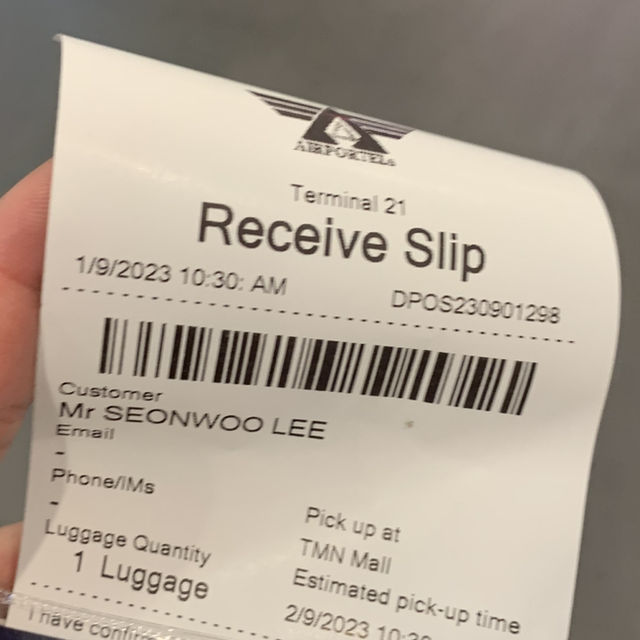 AIRPORTELs
Terminal 21
Receive Slip
1/9/2023 10:30: AM
DPOS230901298
Customer
Mr SEONWOO LEE
Email
-
Phone/IMs
-
Luggage Quantity
1 Luggage
Pick up at
TMN Mall
Estimated pick-up time
2/9/2023
I have